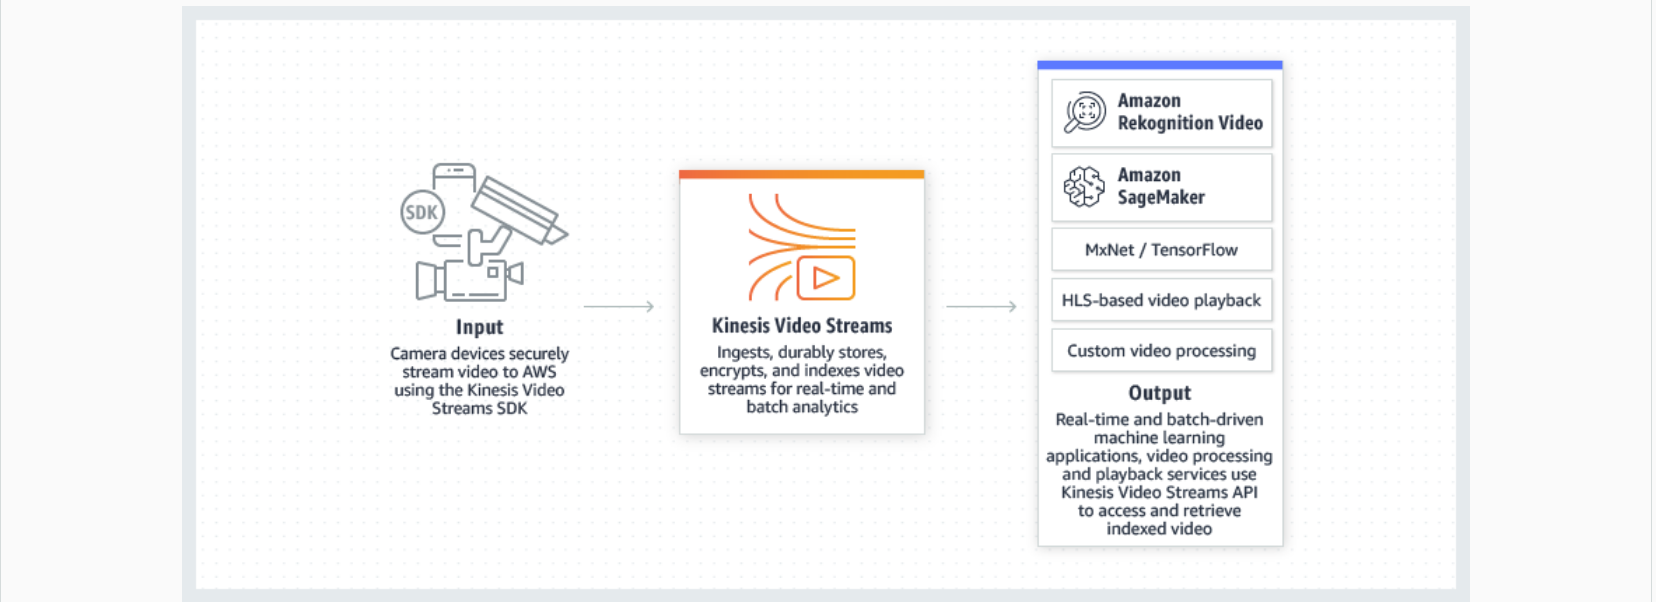 SDK
Input
Camera devices securely
stream video to AWS
using the Kinesis Video
Streams SDK
Kinesis Video Streams
Ingests, durably stores,
encrypts, and indexes video
streams for real-time and
batch analytics
Amazon
Rekognition Video
Amazon
SageMaker
MxNet / TensorFlow
HLS-based video playback
Custom video processing
Output
Real-time and batch-driven
machine learning
applications, video processing
and playback services use
Kinesis Video Streams API
to access and retrieve
indexed video